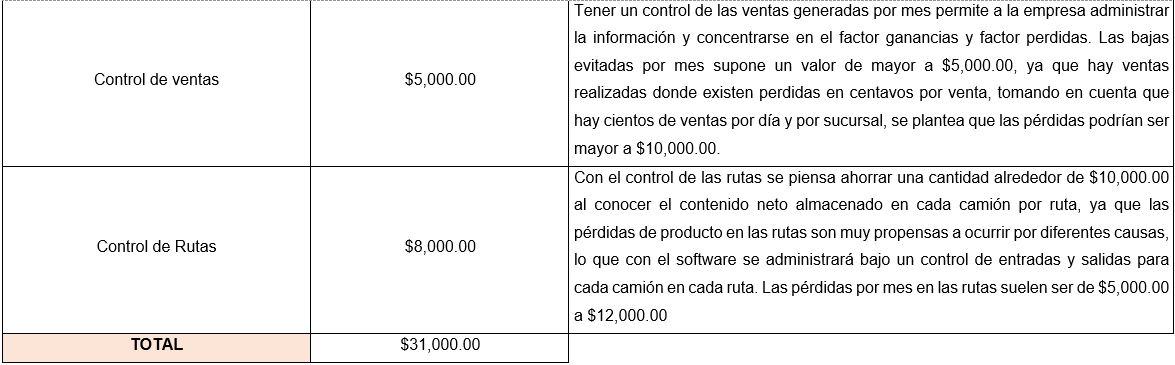 Control de ventas
$5,000.00
Tener un control de las ventas generadas por mes permite a la empresa administrar
la información y concentrarse en el factor ganancias y factor perdidas. Las bajas
evitadas por mes supone un valor de mayor a $5,000.00, ya que hay ventas
realizadas donde existen perdidas en centavos por venta, tomando en cuenta que
hay cientos de ventas por día y por sucursal, se plantea que las pérdidas podrían ser
mayor a $10,000.00.
Control de Rutas
$8,000.00
Con el control de las rutas se piensa ahorrar una cantidad alrededor de $10,000.00
al conocer el contenido neto almacenado en cada camión por ruta, ya que las
pérdidas de producto en las rutas son muy propensas a ocurrir por diferentes causas,
lo que con el software se administrará bajo un control de entradas y salidas para
cada camión en cada ruta. Las pérdidas por mes en las rutas suelen ser de $5,000.00
a $12,000.00
TOTAL
$31,000.00